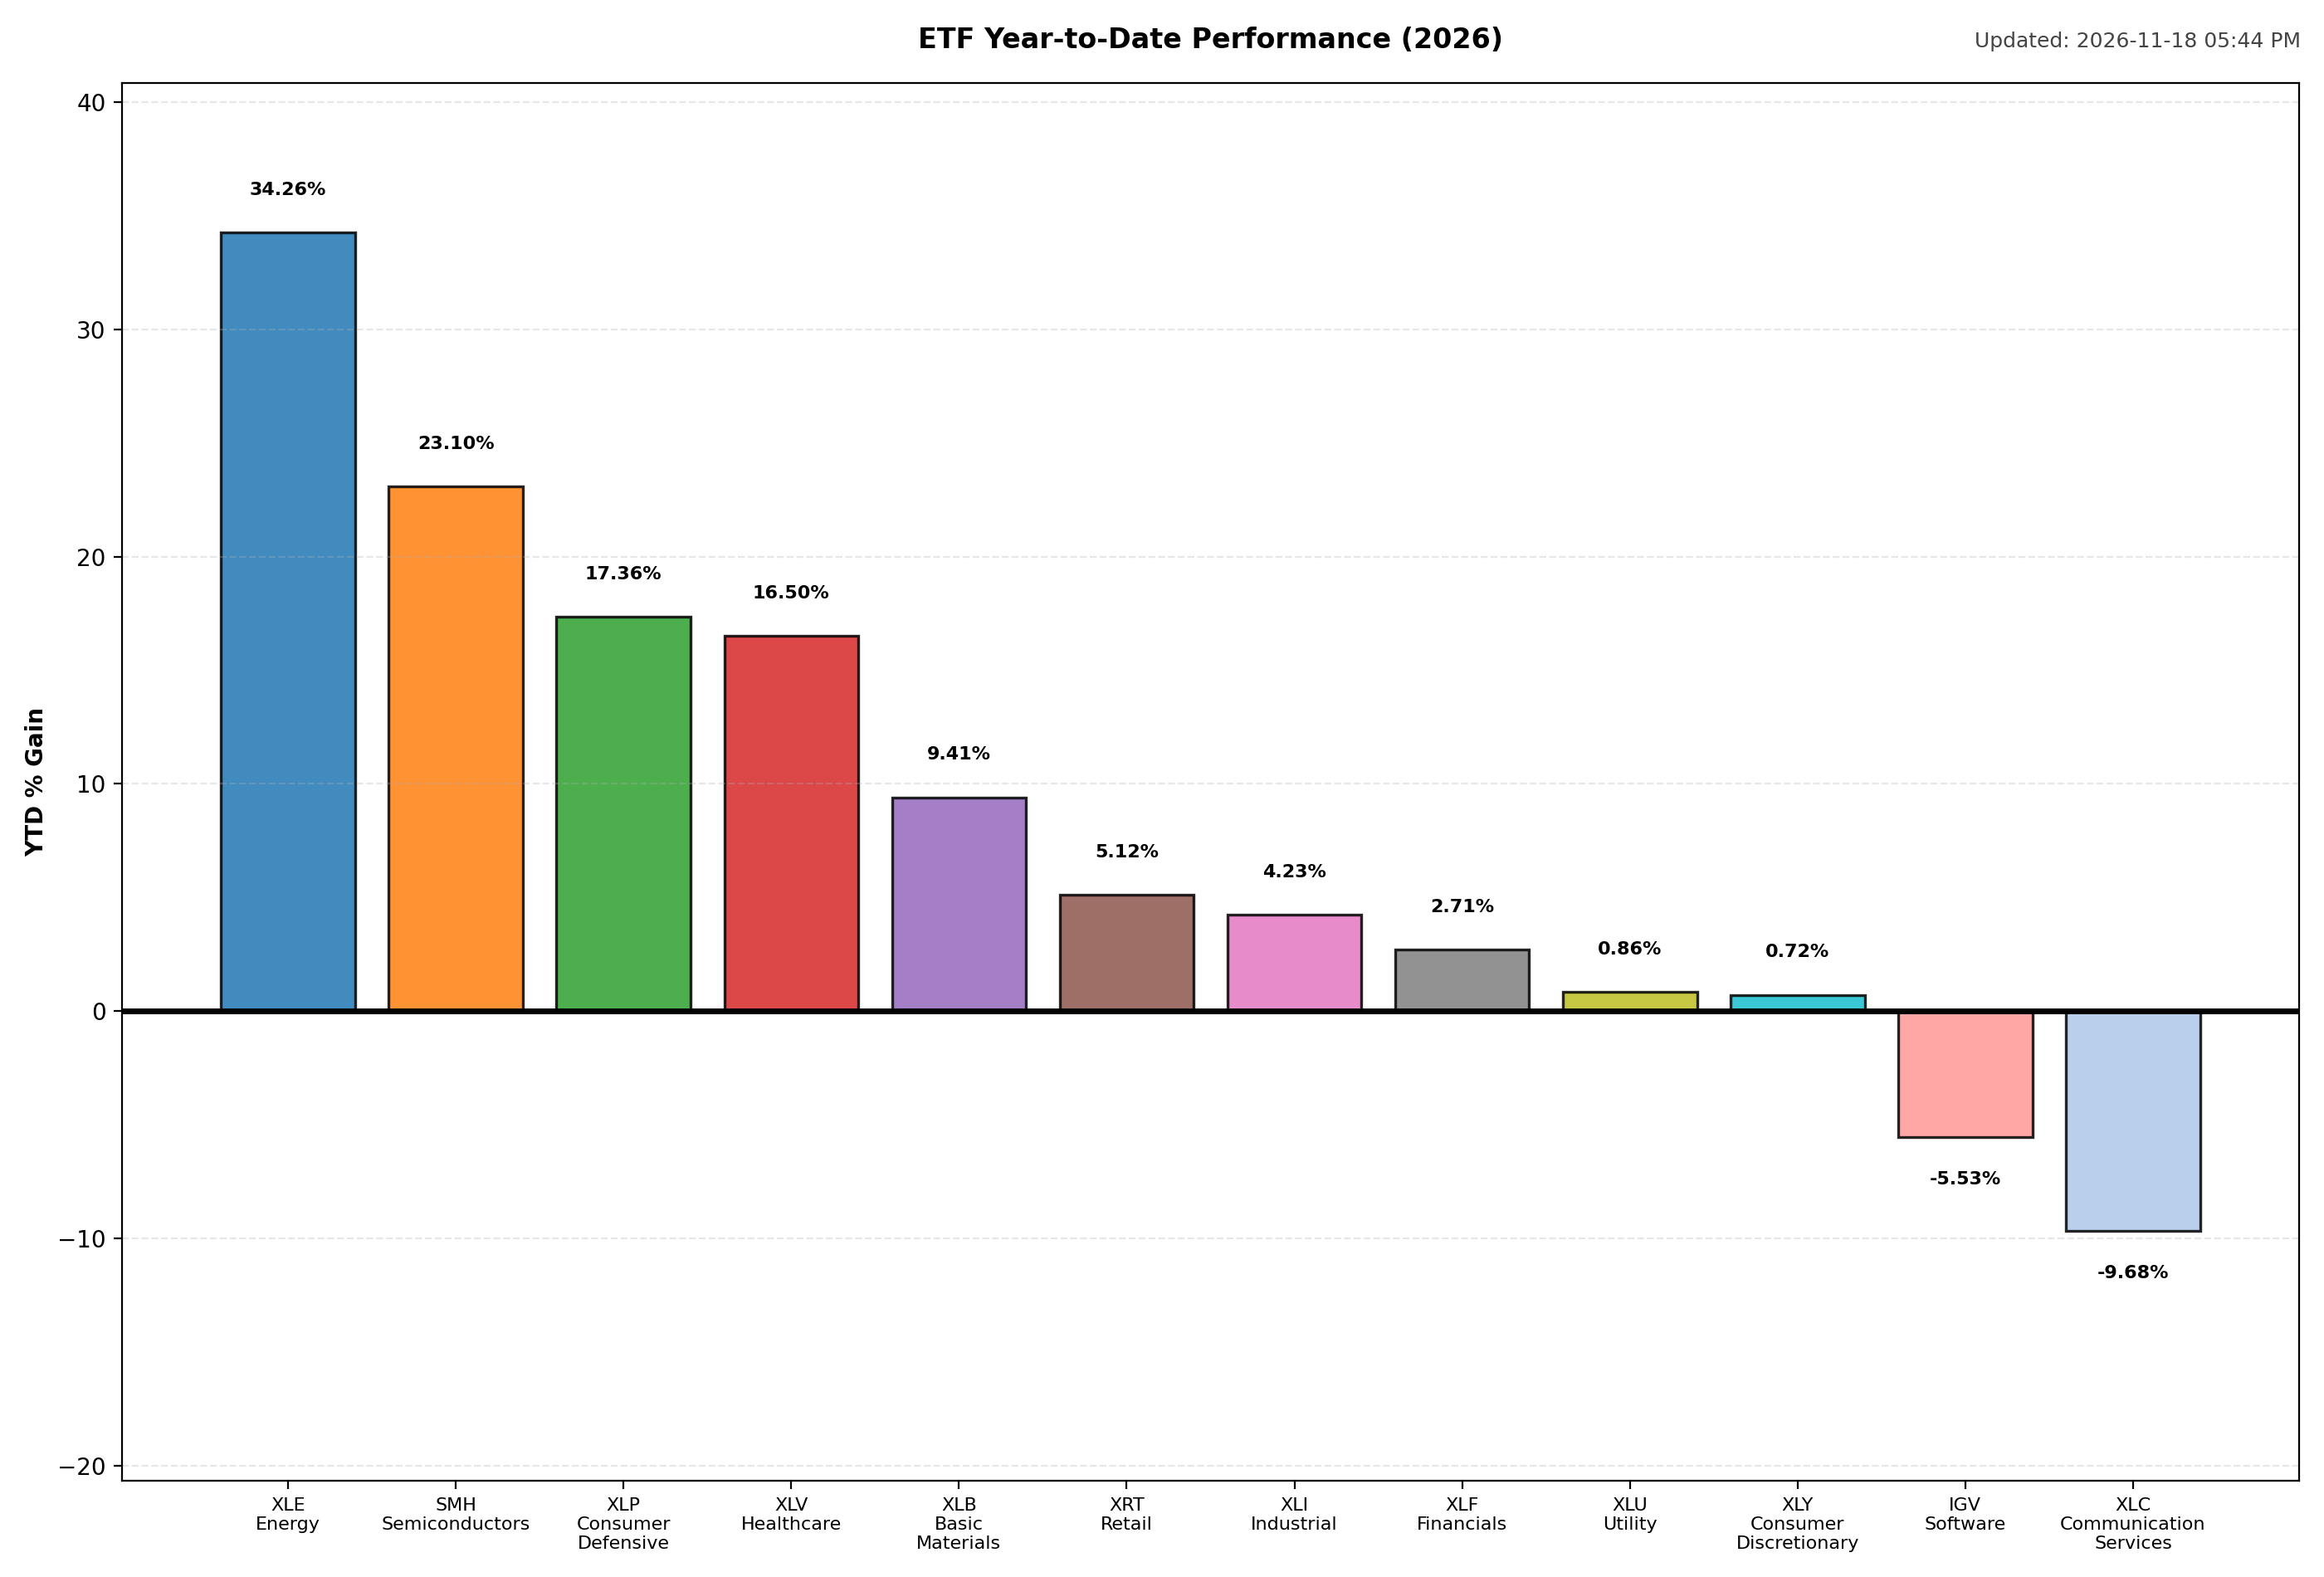 ETF Year-to-Date Performance (2026)
Updated: 2026-11-18 05:44 PM
YTD % Gain
40
30
20
10
0
−10
−20
34.26%
23.10%
17.36%
16.50%
9.41%
5.12%
4.23%
2.71%
0.86%
0.72%
-5.53%
-9.68%
XLE
Energy
SMH
Semiconductors
XLP
Consumer
Defensive
XLV
Healthcare
XLB
Basic
Materials
XRT
Retail
XLI
Industrial
XLF
Financials
XLU
Utility
XLY
Consumer
Discretionary
IGV
Software
XLC
Communication
Services